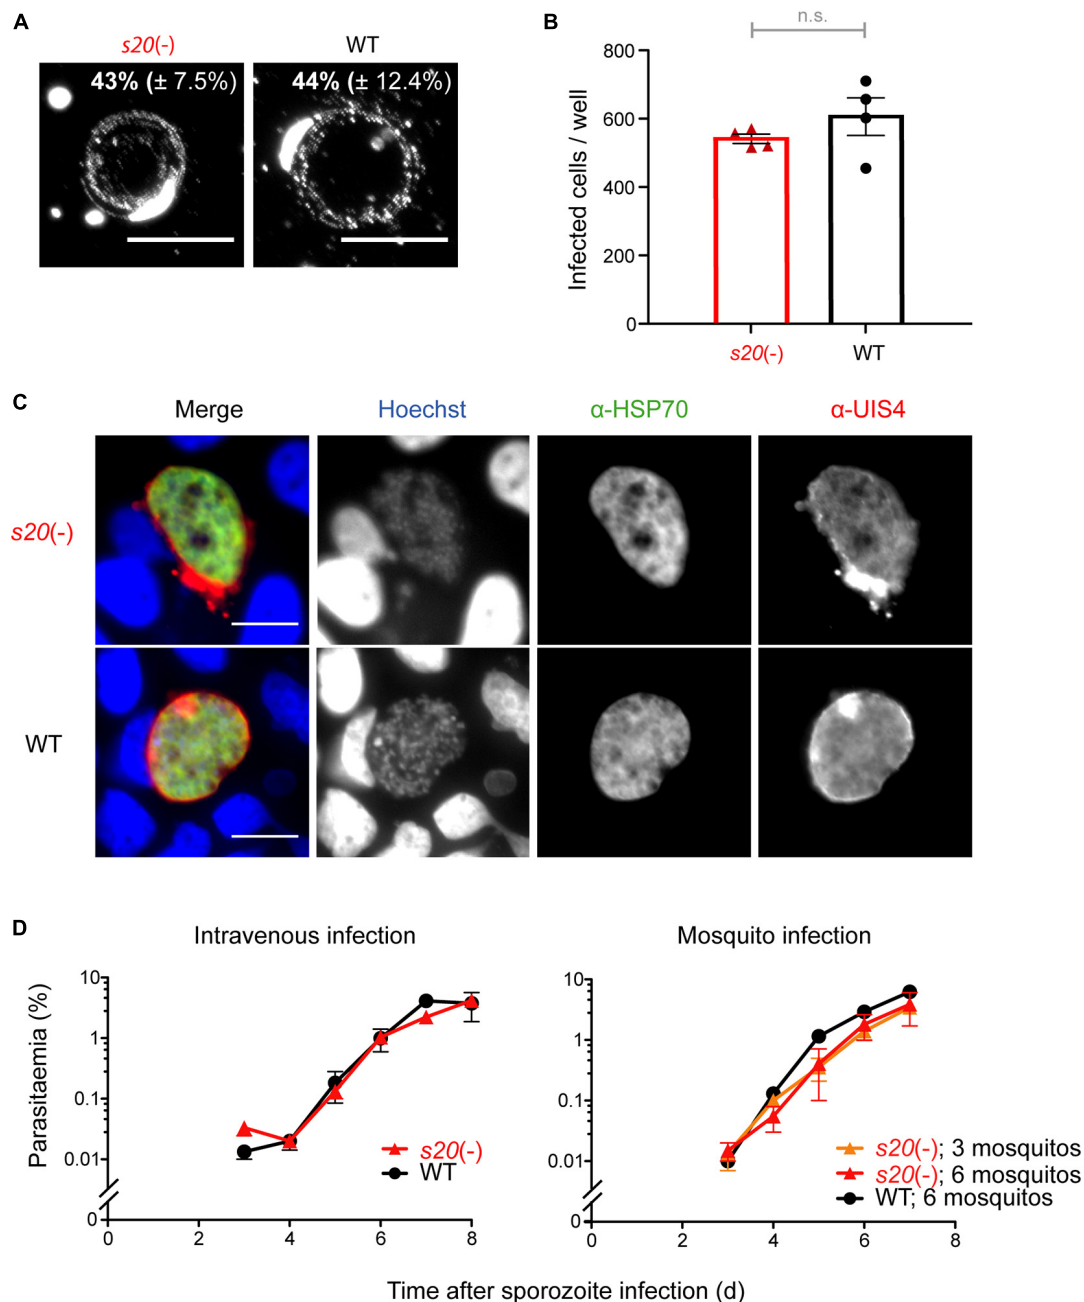 A
s20(-)
WT
43% (± 7.5%)
44% (± 12.4%)
B
n.s.
Infected cells / well
800
600
400
200
0
s20(-)
WT
C
Merge
Hoechst
α-HSP70
α-UIS4
s20(-)
WT
D
Intravenous infection
Mosquito infection
Parasitaemia (%)
10
1
0.1
0.01
0
0
2
4
6
8
s20(-)
WT
10
1
0.1
0.01
0
0
2
4
6
8
s20(-); 3 mosquitos
s20(-); 6 mosquitos
WT; 6 mosquitos
Time after sporozoite infection (d)